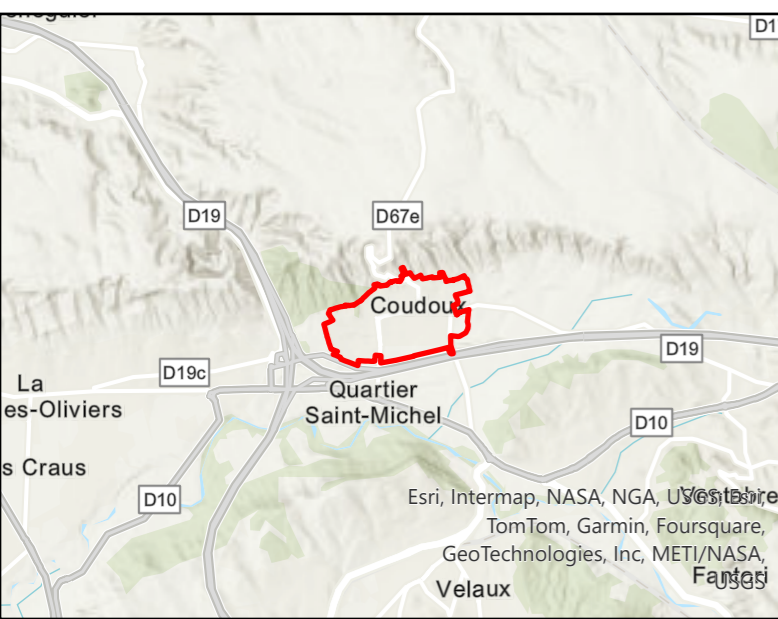 D1
D19
D67e
Coudoux
D19
D19c
La
es-Oliviers
Quartier
Saint-Michel
D10
s Craus
D10
Esri, Intermap, NASA, NGA, USGS; Esri,
TomTom, Garmin, Foursquare,
GeoTechnologies, Inc, METI/NASA,
USGS
Ventabre
Velaux